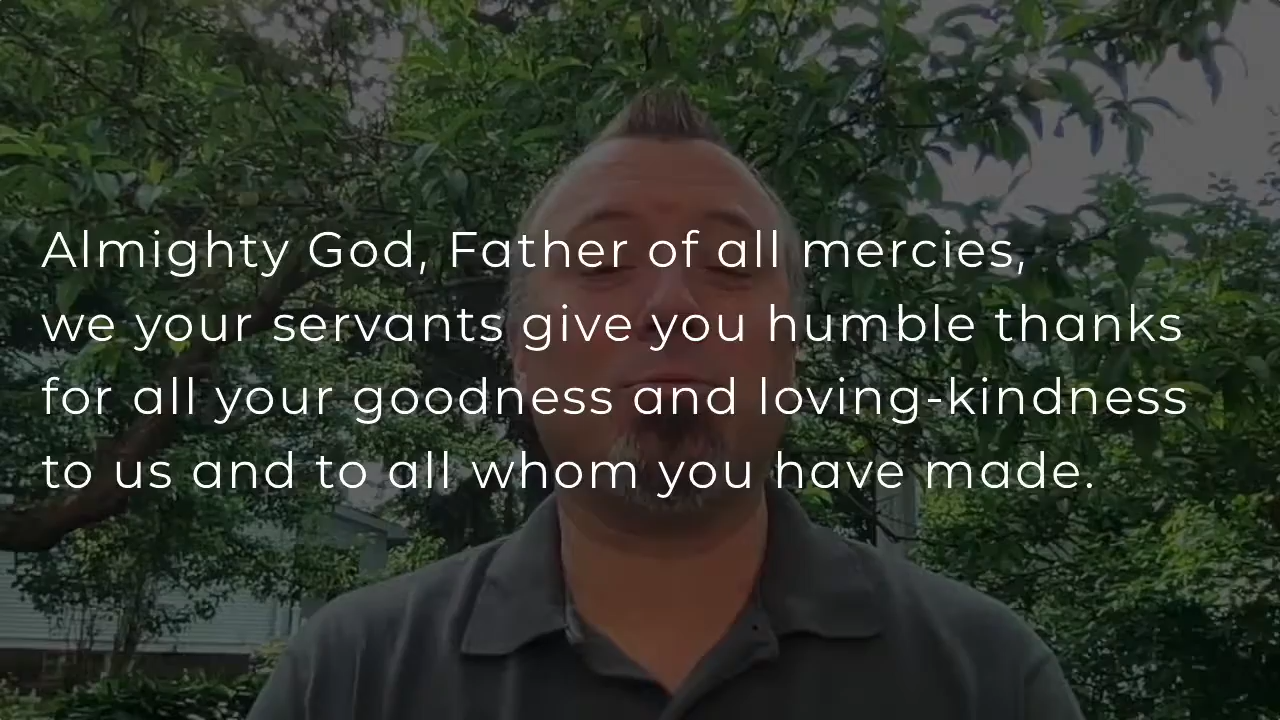 Almighty God, Father of all mercies,
we your servants give you humble thanks
for all your goodness and loving-kindness
to us and to all whom you have made.